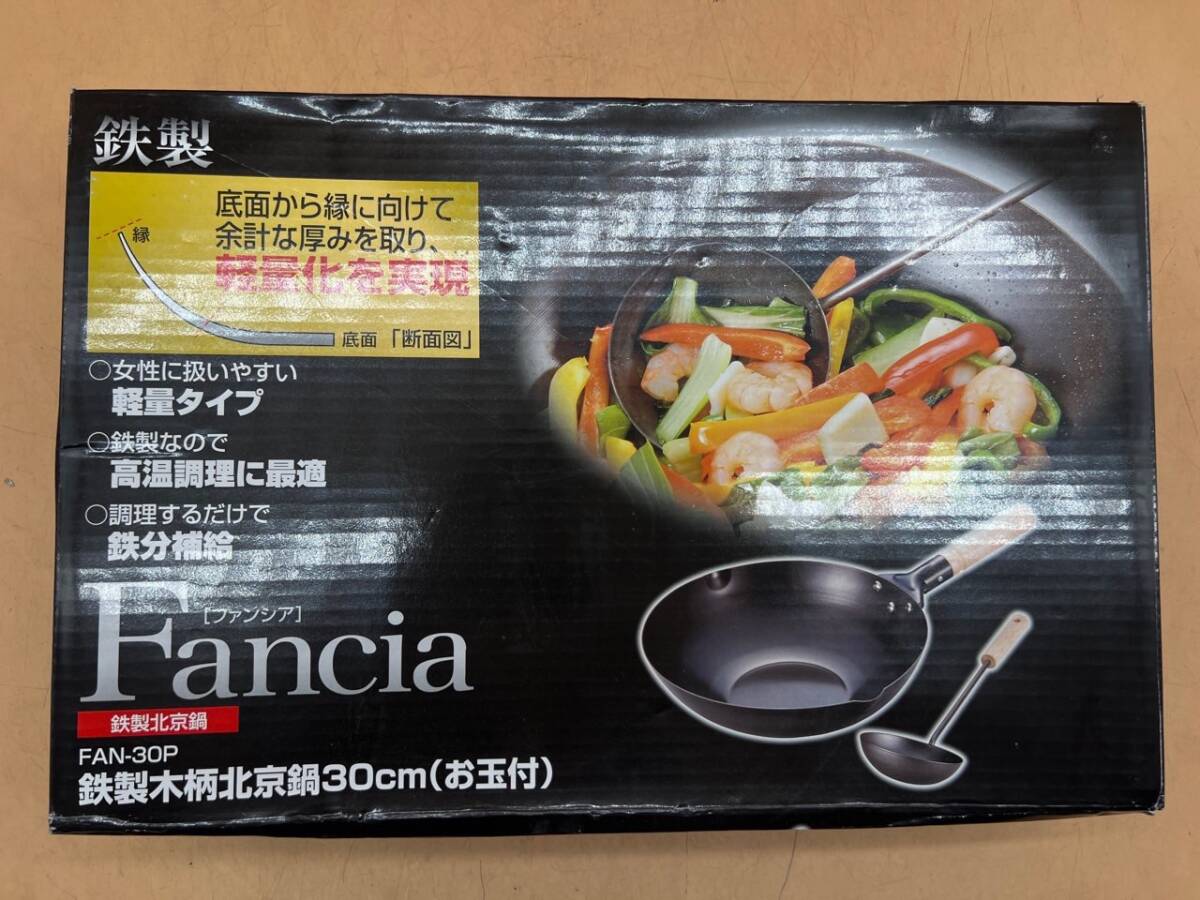 鉄製
底面から縁に向けて
余計な厚みを取り、
軽量化を実現
縁
底面 「断面図」
○女性に扱いやすい
軽量タイプ
○鉄製なので
高温調理に最適
○調理するだけで
鉄分補給
[ファンシア]
Fancia
鉄製北京鍋
FAN-30P
鉄製木柄北京鍋30cm(お玉付)